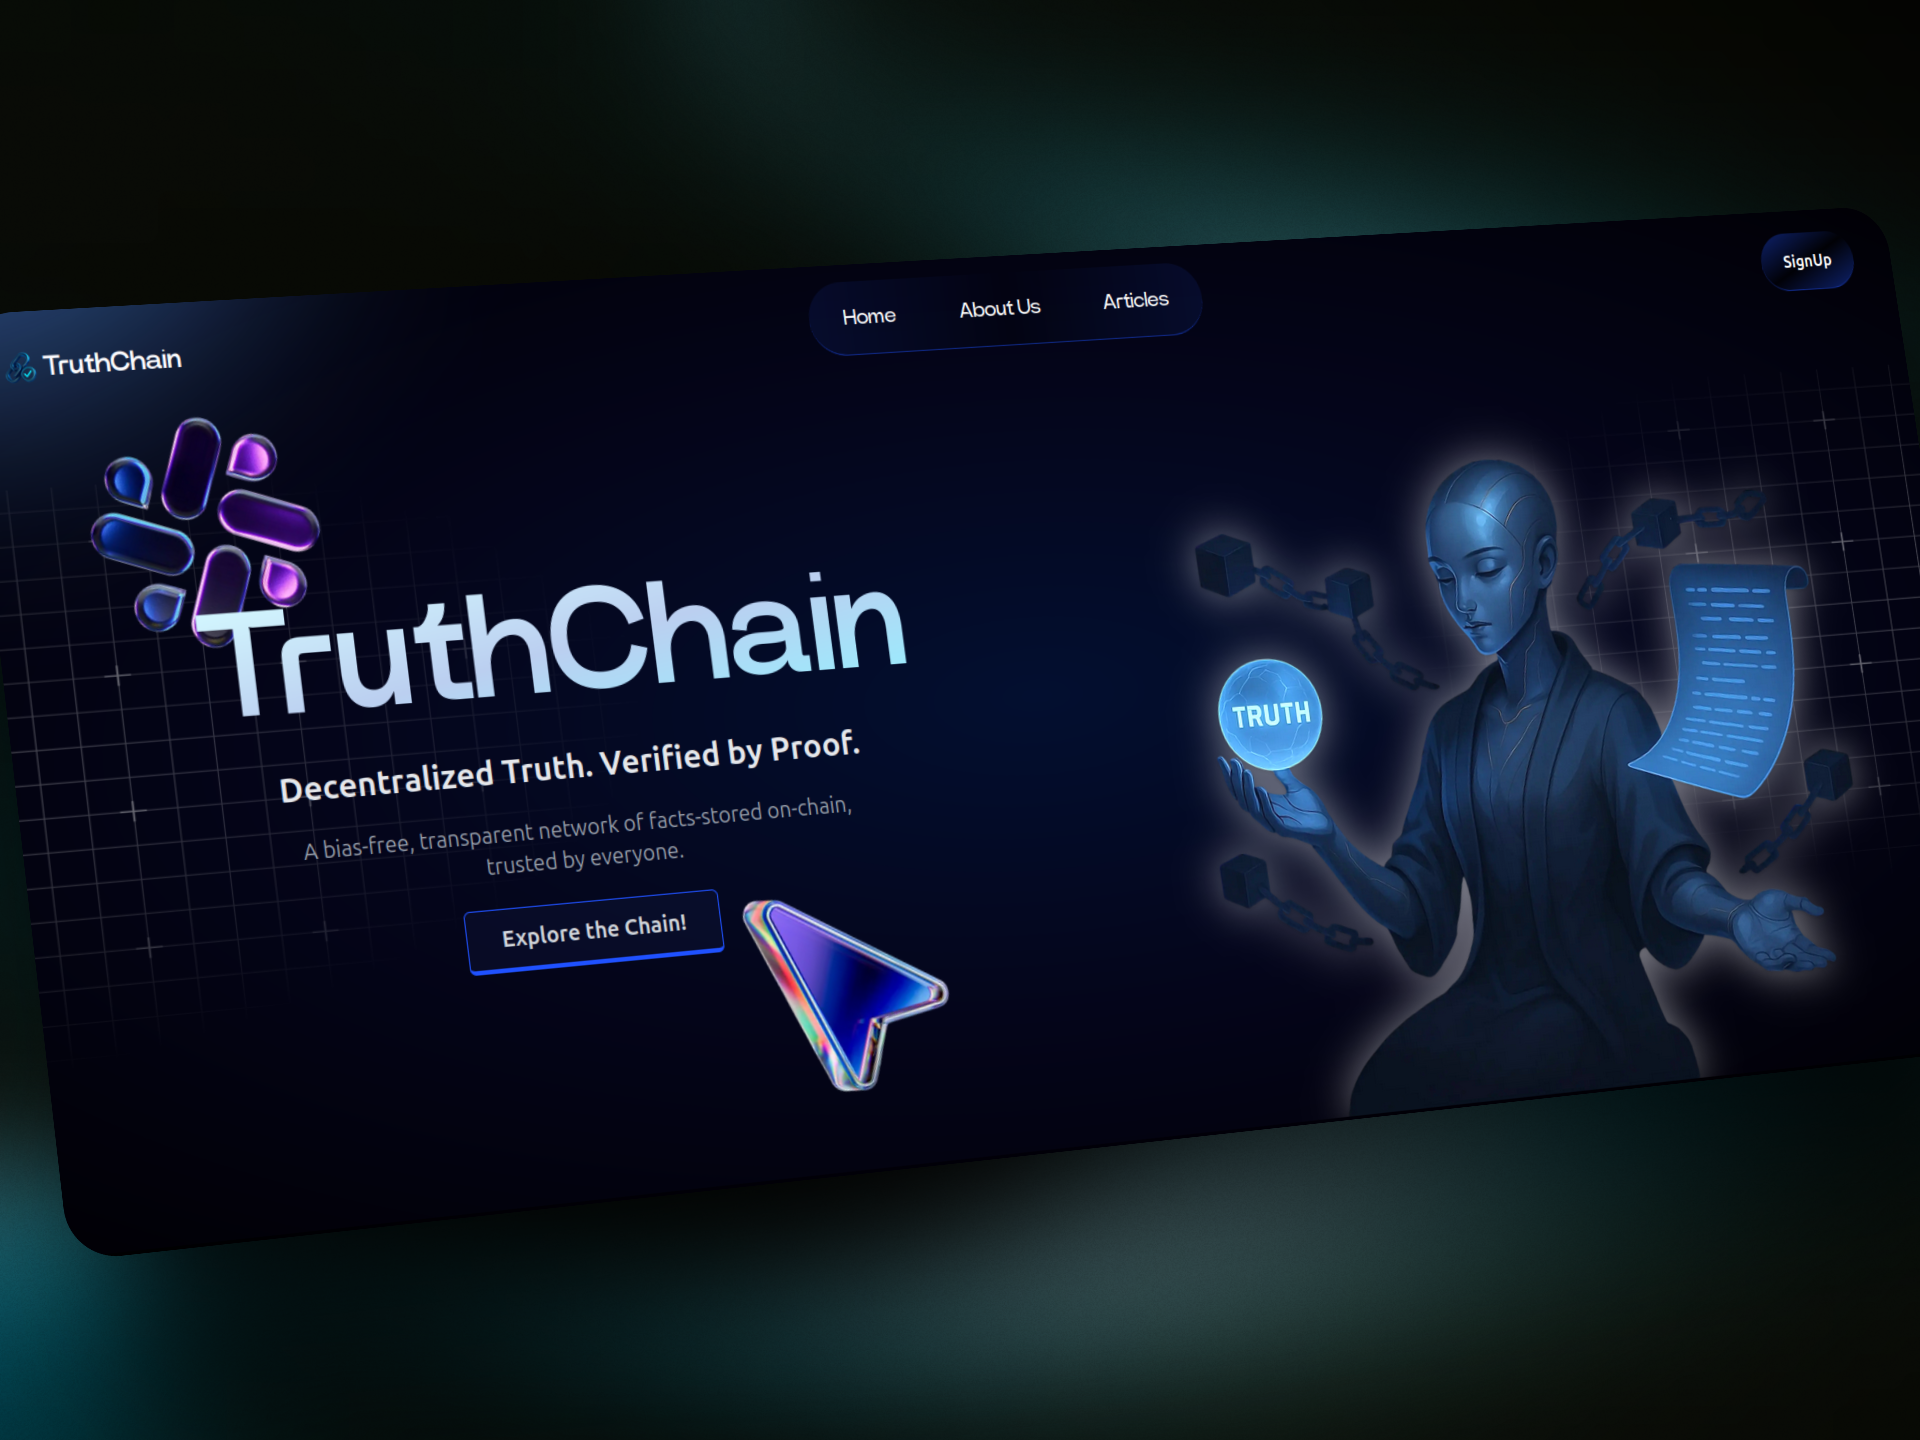 Home
About Us
Articles
SignUp
TruthChain
TruthChain
Decentralized Truth. Verified by Proof.
A bias-free, transparent network of facts-stored on-chain,
trusted by everyone.
Explore the Chain!
TRUTH